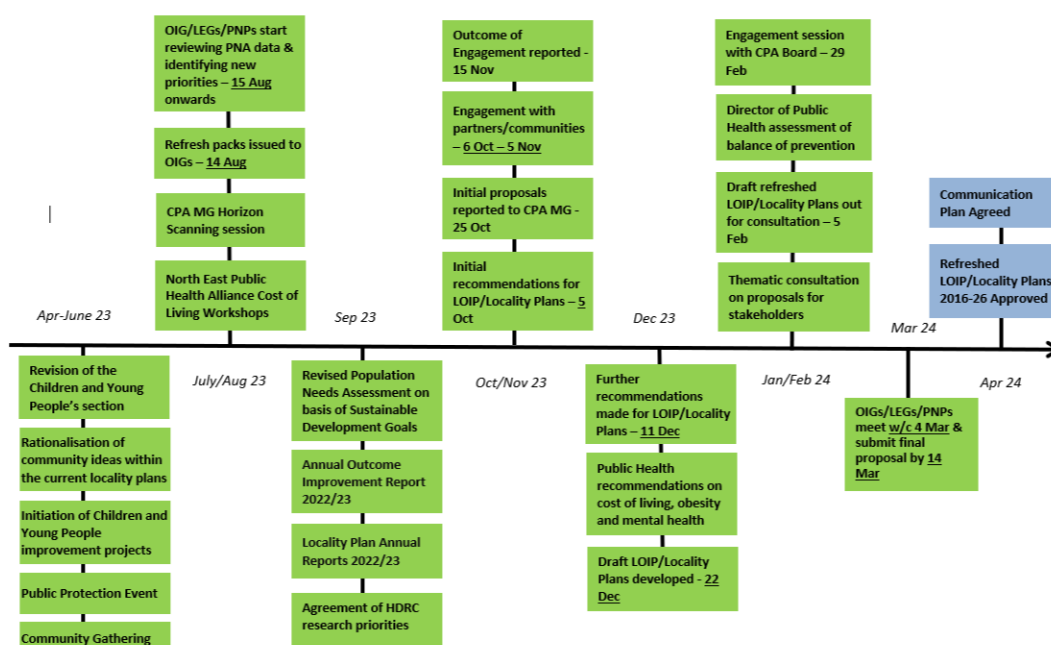 OIG/LEGs/PNPs start
reviewing PNA data &
identifying new
priorities – 15 Aug
onwards
Refresh packs issued to
OIGs – 14 Aug
CPA MG Horizon
Scanning session
North East Public
Health Alliance Cost of
Living Workshops
Outcome of
Engagement reported -
15 Nov
Engagement with
partners/communities
– 6 Oct – 5 Nov
Initial proposals
reported to CPA MG -
25 Oct
Initial
recommendations for
LOIP/Locality Plans – 5
Oct
Engagement session
with CPA Board – 29
Feb
Director of Public
Health assessment of
balance of prevention
Draft refreshed
LOIP/Locality Plans out
for consultation – 5
Feb
Thematic consultation
on proposals for
stakeholders
Communication
Plan Agreed
Refreshed
LOIP/Locality Plans
2016-26 Approved
Apr-June 23
Sep 23
Dec 23
Mar 24
July/Aug 23
Oct/Nov 23
Jan/Feb 24
Apr 24
Revision of the
Children and Young
People's section
Rationalisation of
community ideas within
the current locality plans
Initiation of Children and
Young People
improvement projects
Public Protection Event
Community Gathering
Revised Population
Needs Assessment on
basis of Sustainable
Development Goals
Annual Outcome
Improvement Report
2022/23
Locality Plan Annual
Reports 2022/23
Agreement of HDRC
research priorities
Further
recommendations
made for LOIP/Locality
Plans – 11 Dec
Public Health
recommendations on
cost of living, obesity
and mental health
Draft LOIP/Locality
Plans developed - 22
Dec
OIGs/LEGs/PNPs
meet w/c 4 Mar &
submit final
proposal by 14
Mar